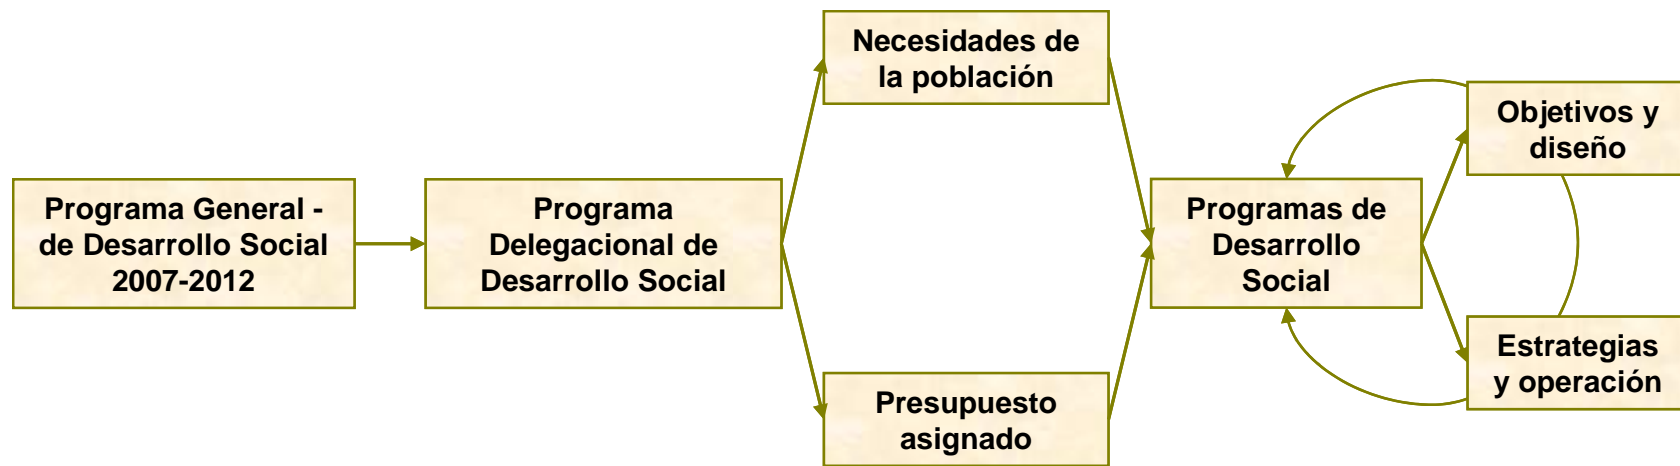 Programa General -
de Desarrollo Social
2007-2012
Programa
Delegacional de
Desarrollo Social
Necesidades de
la población
Presupuesto
asignado
Programas de
Desarrollo
Social
Objetivos y
diseño
Estrategias
y operación